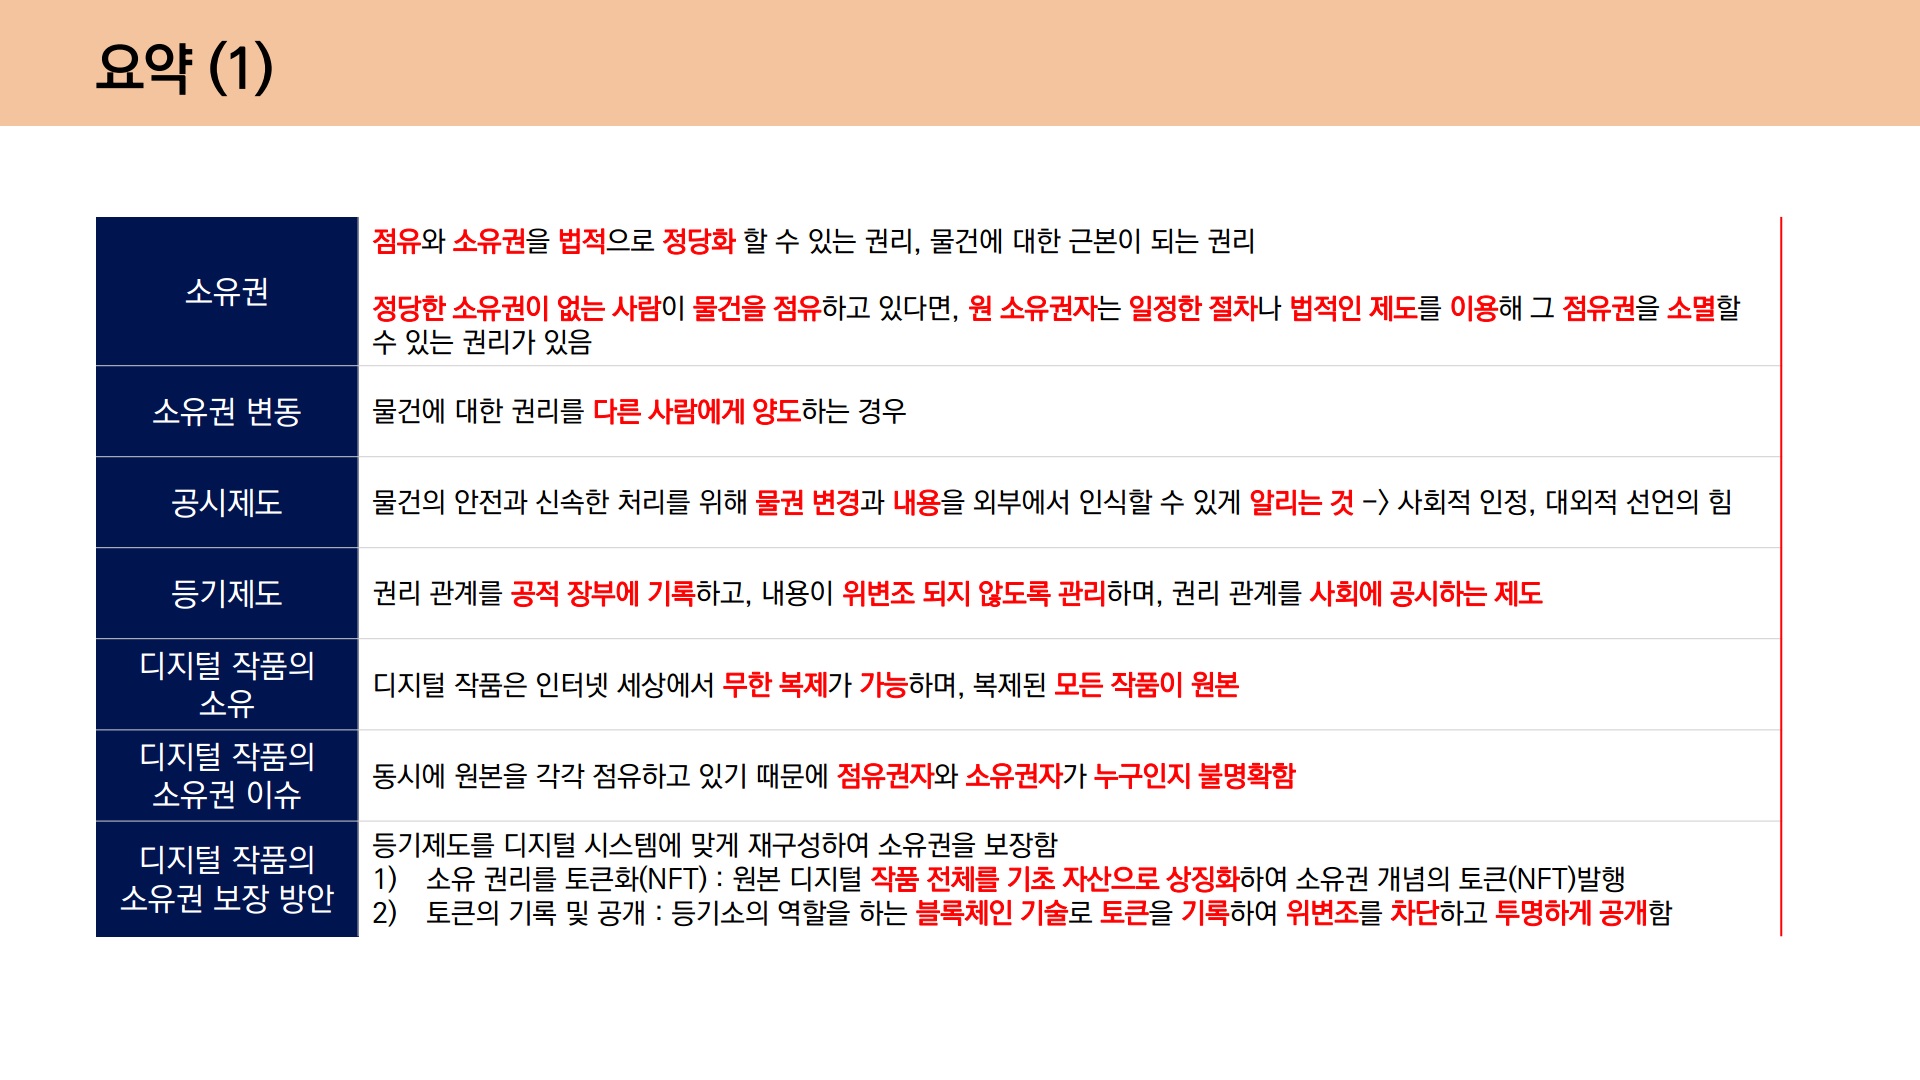 요약 (1)
소유권
점유와 소유권을 법적으로 정당화 할 수 있는 권리, 물건에 대한 근본이 되는 권리
정당한 소유권이 없는 사람이 물건을 점유하고 있다면, 원 소유권자는 일정한 절차나 법적인 제도를 이용해 그 점유권을 소멸할
수 있는 권리가 있음
소유권 변동
물건에 대한 권리를 다른 사람에게 양도하는 경우
공시제도
물건의 안전과 신속한 처리를 위해 물권 변경과 내용을 외부에서 인식할 수 있게 알리는 것 -> 사회적 인정, 대외적 선언의 힘
등기제도
권리 관계를 공적 장부에 기록하고, 내용이 위변조 되지 않도록 관리하며, 권리 관계를 사회에 공시하는 제도
디지털 작품의
소유
디지털 작품은 인터넷 세상에서 무한 복제가 가능하며, 복제된 모든 작품이 원본
디지털 작품의
소유권 이슈
동시에 원본을 각각 점유하고 있기 때문에 점유권자와 소유권자가 누구인지 불명확함
디지털 작품의
소유권 보장 방안
등기제도를 디지털 시스템에 맞게 재구성하여 소유권을 보장함
1) 소유 권리를 토큰화(NFT) : 원본 디지털 작품 전체를 기초 자산으로 상징화하여 소유권 개념의 토큰(NFT)발행
2) 토큰의 기록 및 공개 : 등기소의 역할을 하는 블록체인 기술로 토큰을 기록하여 위변조를 차단하고 투명하게 공개함